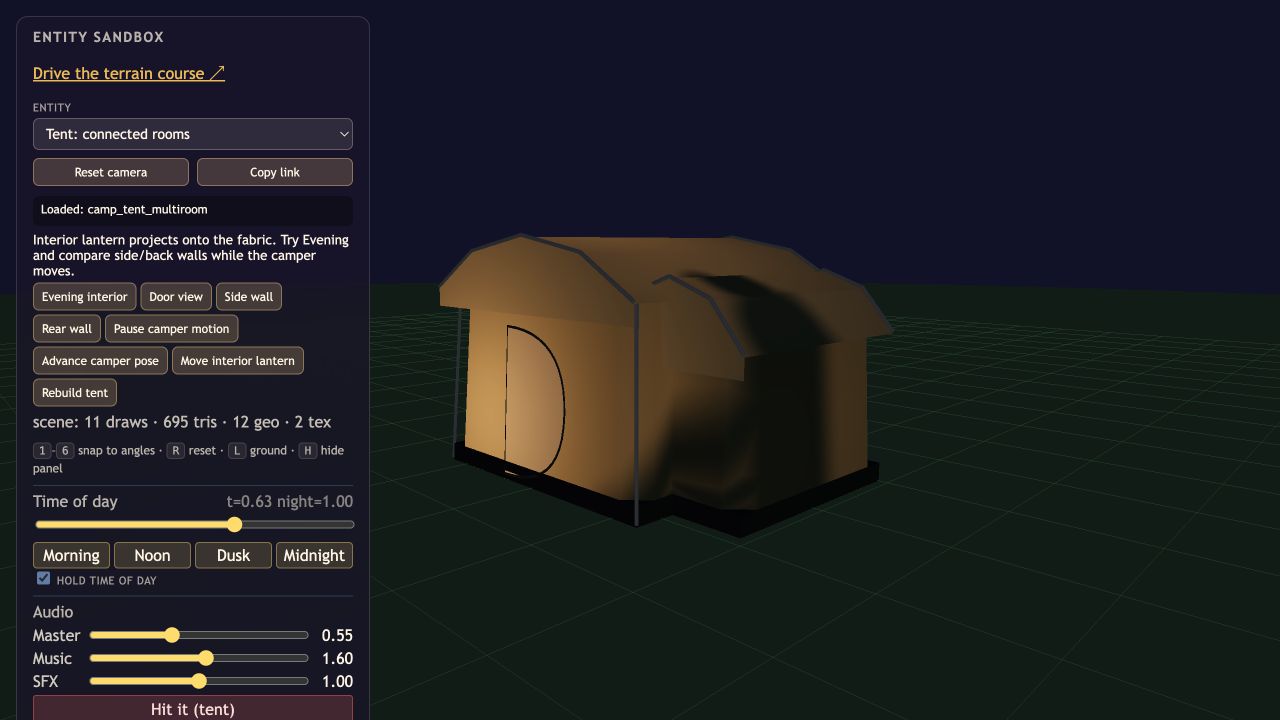 ENTITY SANDBOX
Drive the terrain course ↗
ENTITY
Tent: connected rooms
Reset camera Copy link
Loaded: camp_tent_multiroom
Interior lantern projects onto the fabric. Try Evening
and compare side/back walls while the camper
moves.
Evening interior Door view Side wall
Rear wall Pause camper motion
Advance camper pose Move interior lantern
Rebuild tent
scene: 11 draws · 695 tris · 12 geo · 2 tex
1-6 snap to angles · R reset · L ground · H hide
panel
Time of day t=0.63 night=1.00
Morning Noon Dusk Midnight
HOLD TIME OF DAY
Audio
Master 0.55
Music 1.60
SFX 1.00
Hit it (tent)